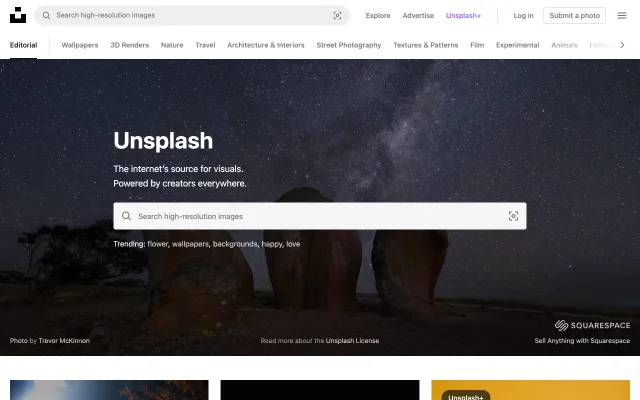 Search high-resolution images
Explore
Advertise
Unsplash+
Log in
Submit a photo
Editorial
Wallpapers
3D Renders
Nature
Travel
Architecture & Interiors
Street Photography
Textures & Patterns
Film
Experimental
Animals
Unsplash
The internet's source for visuals.
Powered by creators everywhere.
Search high-resolution images
Trending: flower, wallpapers, backgrounds, happy, love
SQUARESPACE
Photo by Trevor McKinnon
Read more about the Unsplash License
Sell Anything with Squarespace
Unsplash+